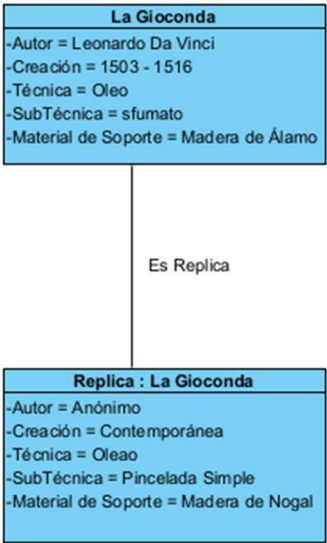 La Gioconda
-Autor = Leonardo Da Vinci
-Creación = 1503 - 1516
-Técnica = Oleo
-SubTécnica = sfumato
-Material de Soporte = Madera de Álamo
Es Replica
Replica : La Gioconda
-Autor = Anónimo
-Creación = Contemporánea
-Técnica = Oleao
-SubTécnica = Pincelada Simple
-Material de Soporte = Madera de Nogal